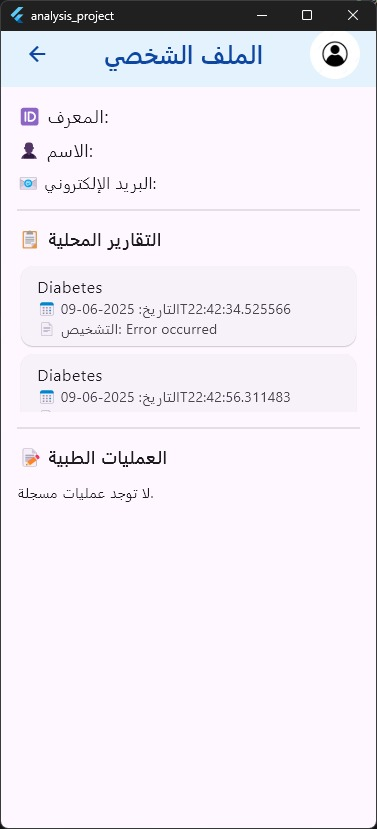 analysis_project
الملف الشخصي
🆔 المعرف:
👤 الاسم:
📧 البريد الإلكتروني:
📋 التقارير المحلية
Diabetes
📅 التاريخ: 2025-06-09T22:42:34.525566
📄 التشخيص: Error occurred
Diabetes
📅 التاريخ: 2025-06-09T22:42:56.311483
📝 العمليات الطبية
لا توجد عمليات مسجلة.